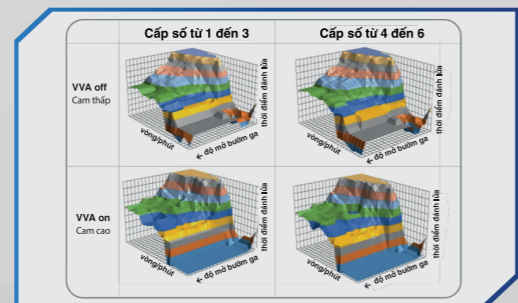 Cấp số từ 1 đến 3
Cấp số từ 4 đến 6
VVA off
Cam thấp
vòng/phút
← độ mở bướm ga
thời điểm đánh lửa
vòng/phút
← độ mở bướm ga
thời điểm đánh lửa
VVA on
Cam cao
vòng/phút
← độ mở bướm ga
thời điểm đánh lửa
vòng/phút
← độ mở bướm ga
thời điểm đánh lửa